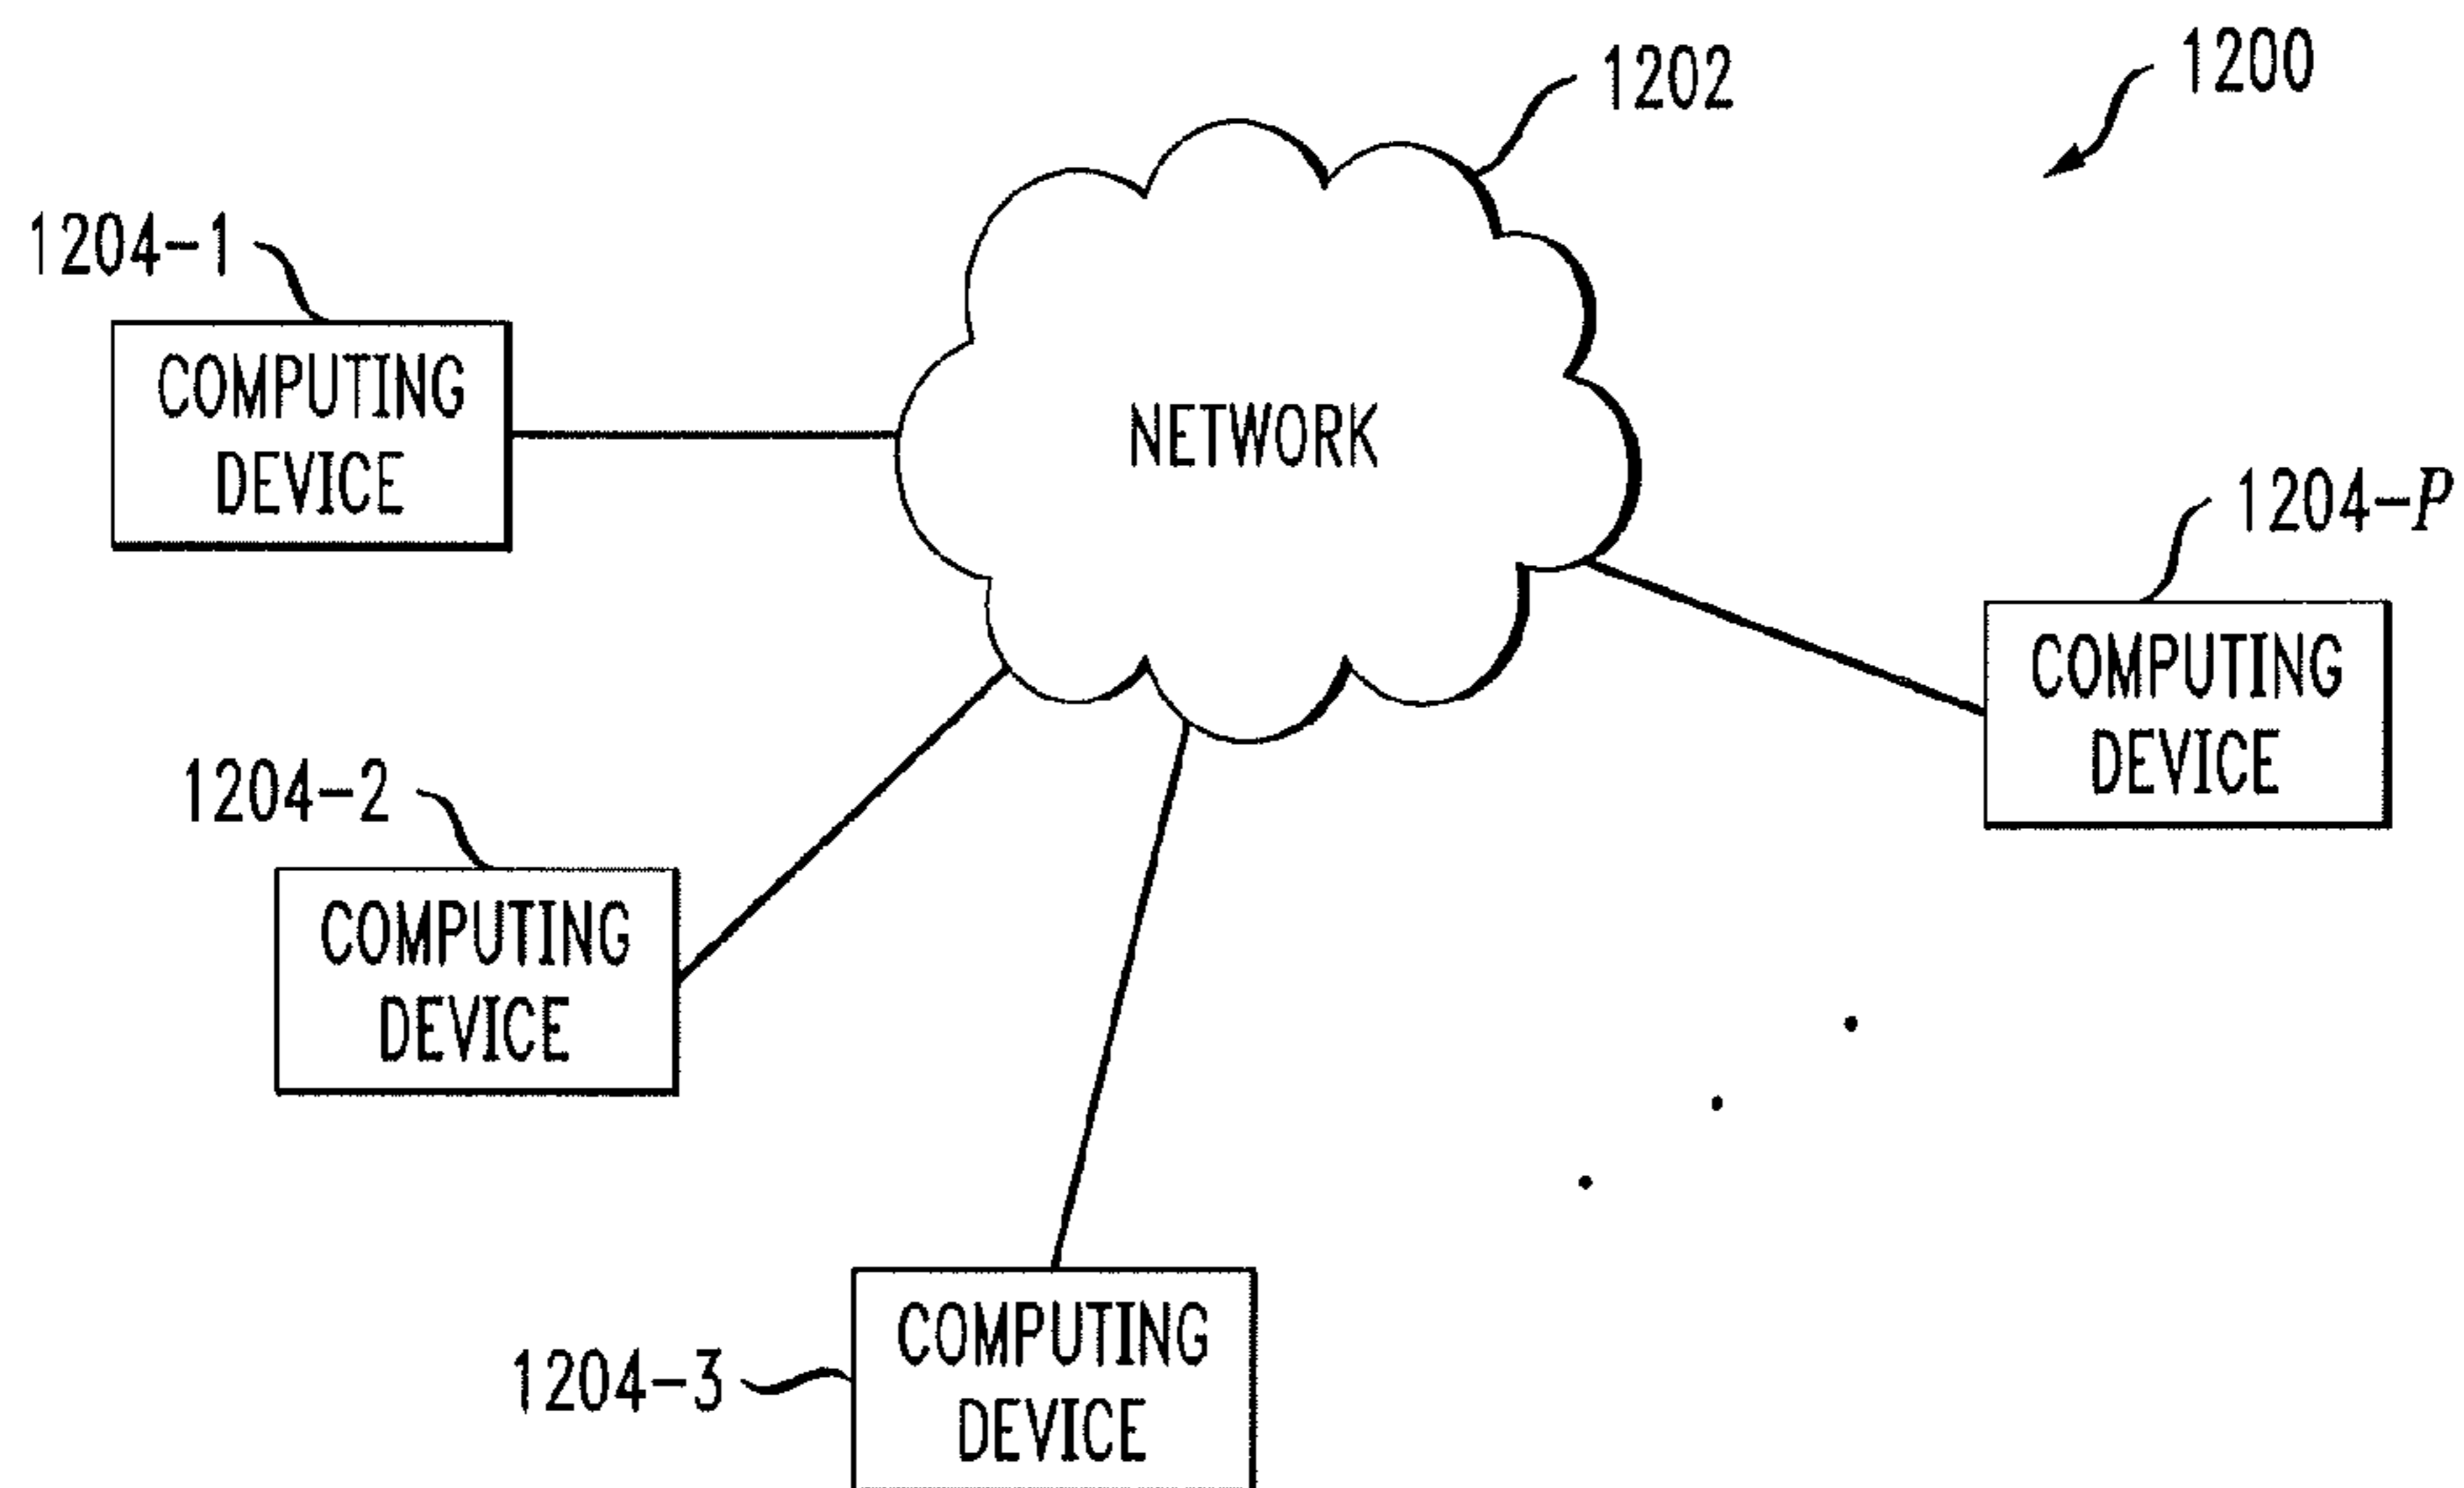 1200
1202
1204-1
COMPUTING
DEVICE
NETWORK
1204-P
COMPUTING
DEVICE
1204-2
COMPUTING
DEVICE
1204-3
COMPUTING
DEVICE